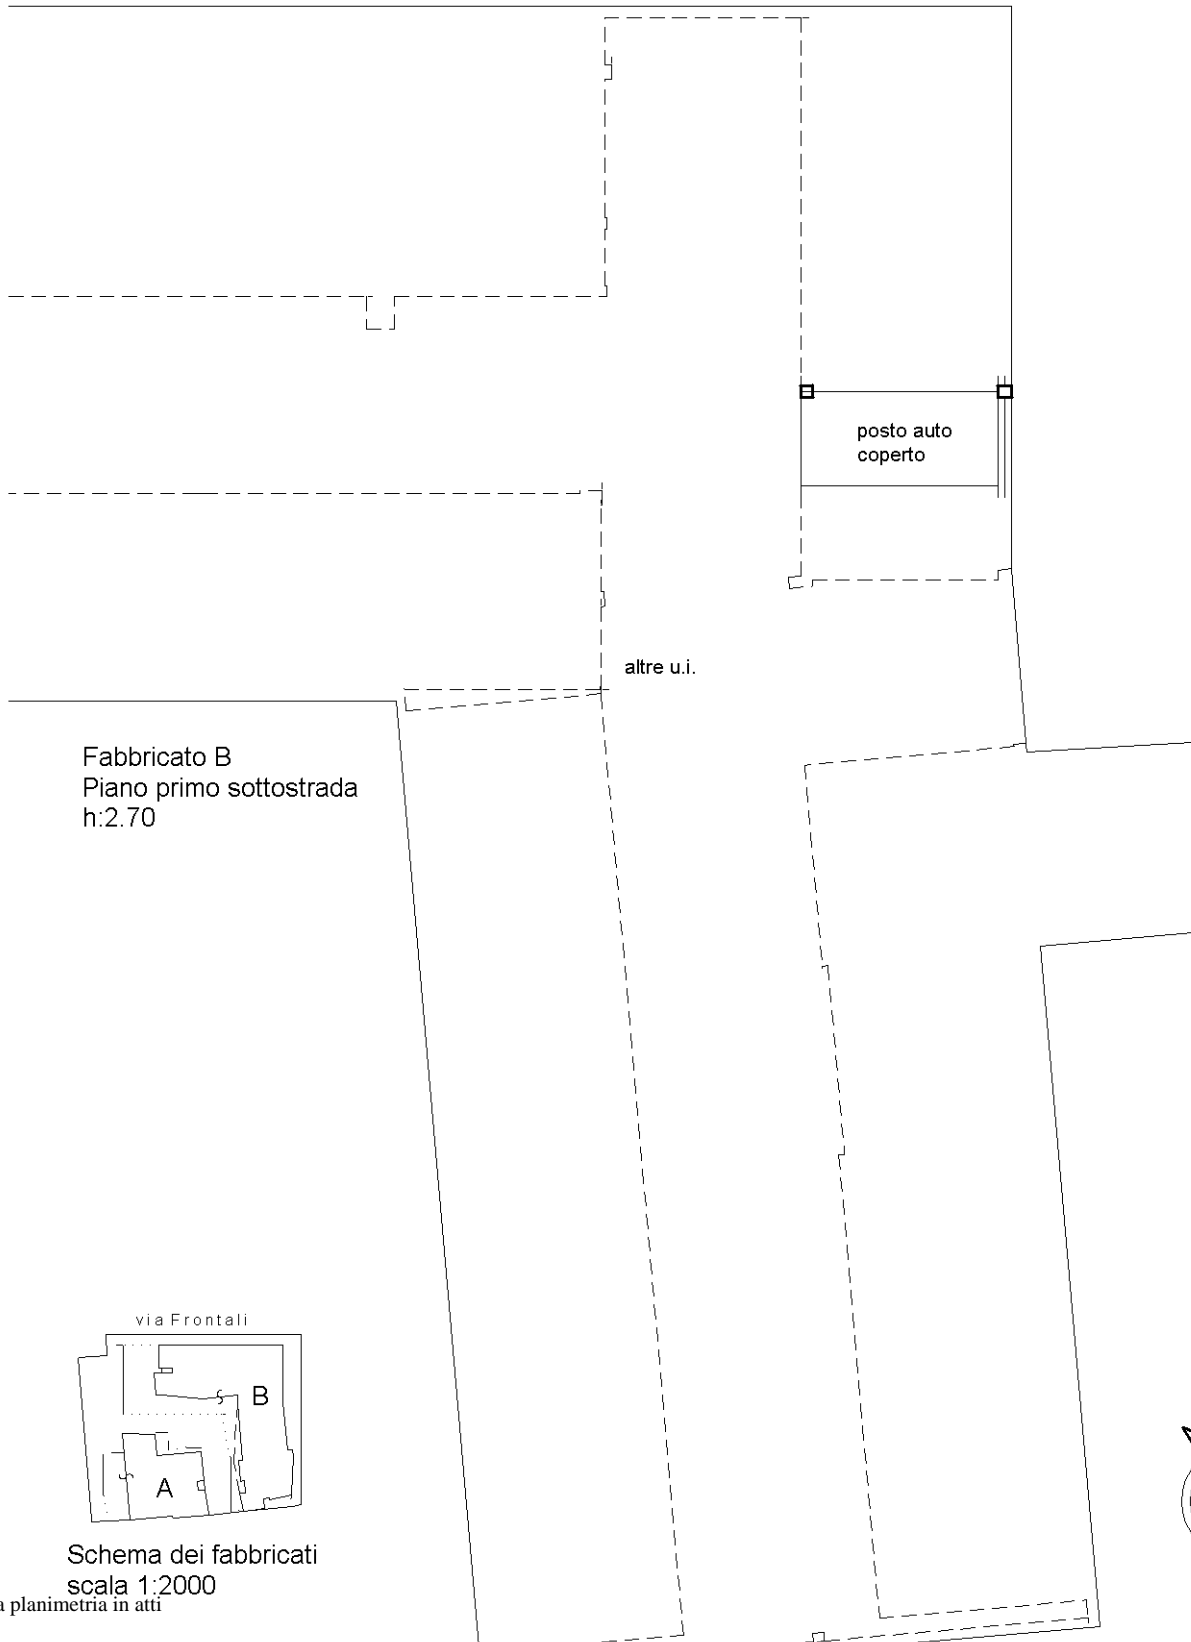 posto auto
coperto
altre u.i.
Fabbricato B
Piano primo sottostrada
h:2.70
via Frontali
B
A
Schema dei fabbricati
scala 1:2000
a planimetria in atti